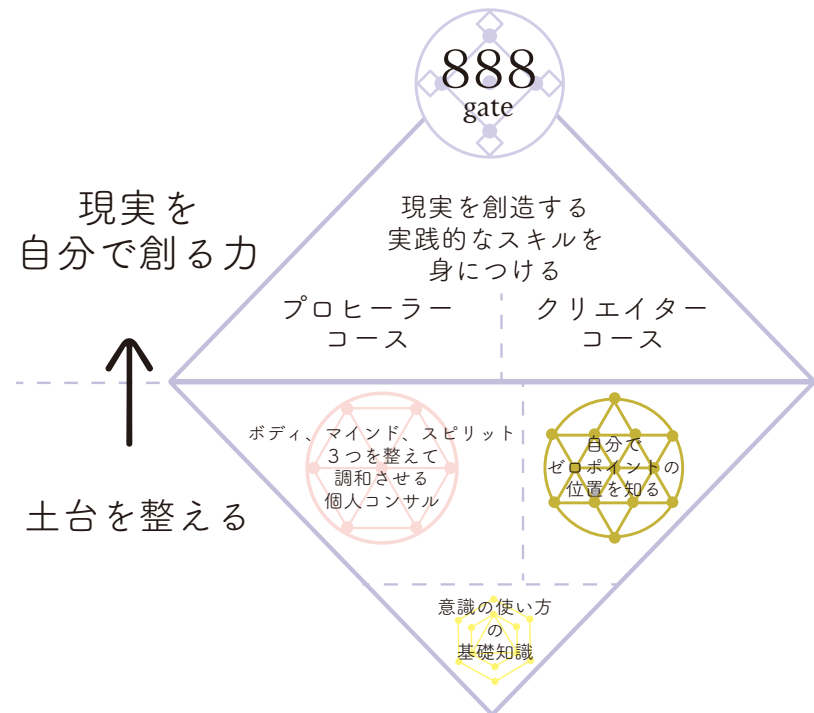 888
gate
現実を
自分で創る力
現実を創造する
実践的なスキルを
身につける
プロヒーラー
コース
クリエイター
コース
土台を整える
ボディ、マインド、スピリット
3つを整えて
調和させる
個人コンサル
自分で
ゼロポイントの
位置を知る
意識の使い方
の
基礎知識